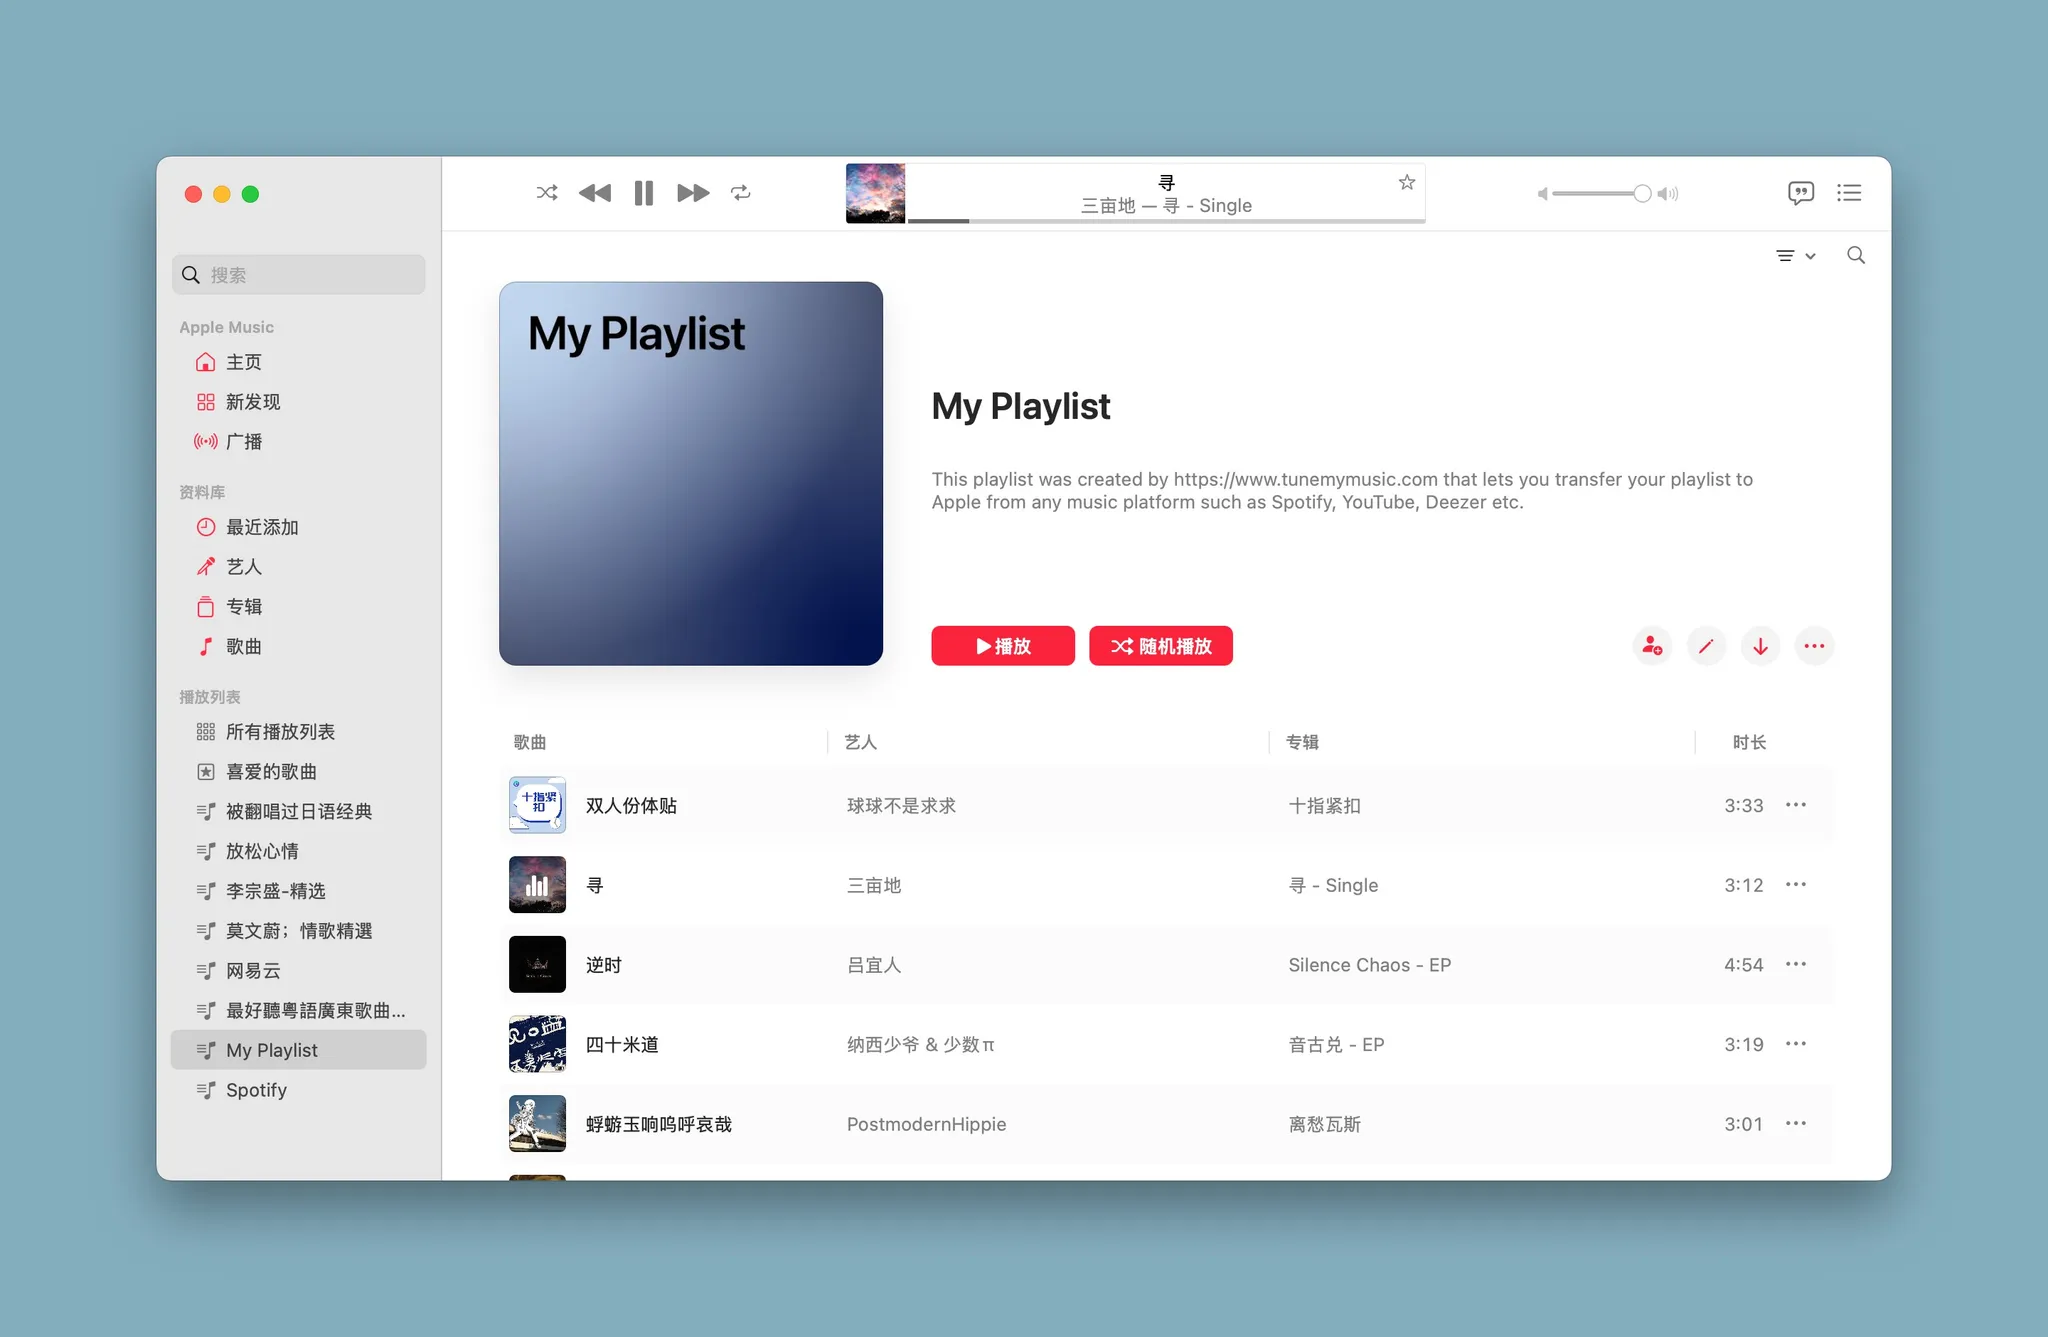 寻
三亩地 — 寻 - Single
搜索
Apple Music
主页
新发现
广播
资料库
最近添加
艺人
专辑
歌曲
播放列表
所有播放列表
喜爱的歌曲
被翻唱过日语经典
放松心情
李宗盛-精选
莫文蔚；情歌精選
网易云
最好聽粵語廣東歌曲...
My Playlist
Spotify
My Playlist
My Playlist
This playlist was created by https://www.tunemymusic.com that lets you transfer your playlist to
Apple from any music platform such as Spotify, YouTube, Deezer etc.
播放
随机播放
歌曲 艺人 专辑 时长
十指紧
扣
双人份体贴 球球不是求求 十指紧扣 3:33
寻 三亩地 寻 - Single 3:12
逆时 吕宜人 Silence Chaos - EP 4:54
四十米道 纳西少爷 & 少数π 音古兑 - EP 3:19
蜉蝣玉响呜呼哀哉 PostmodernHippie 离愁瓦斯 3:01